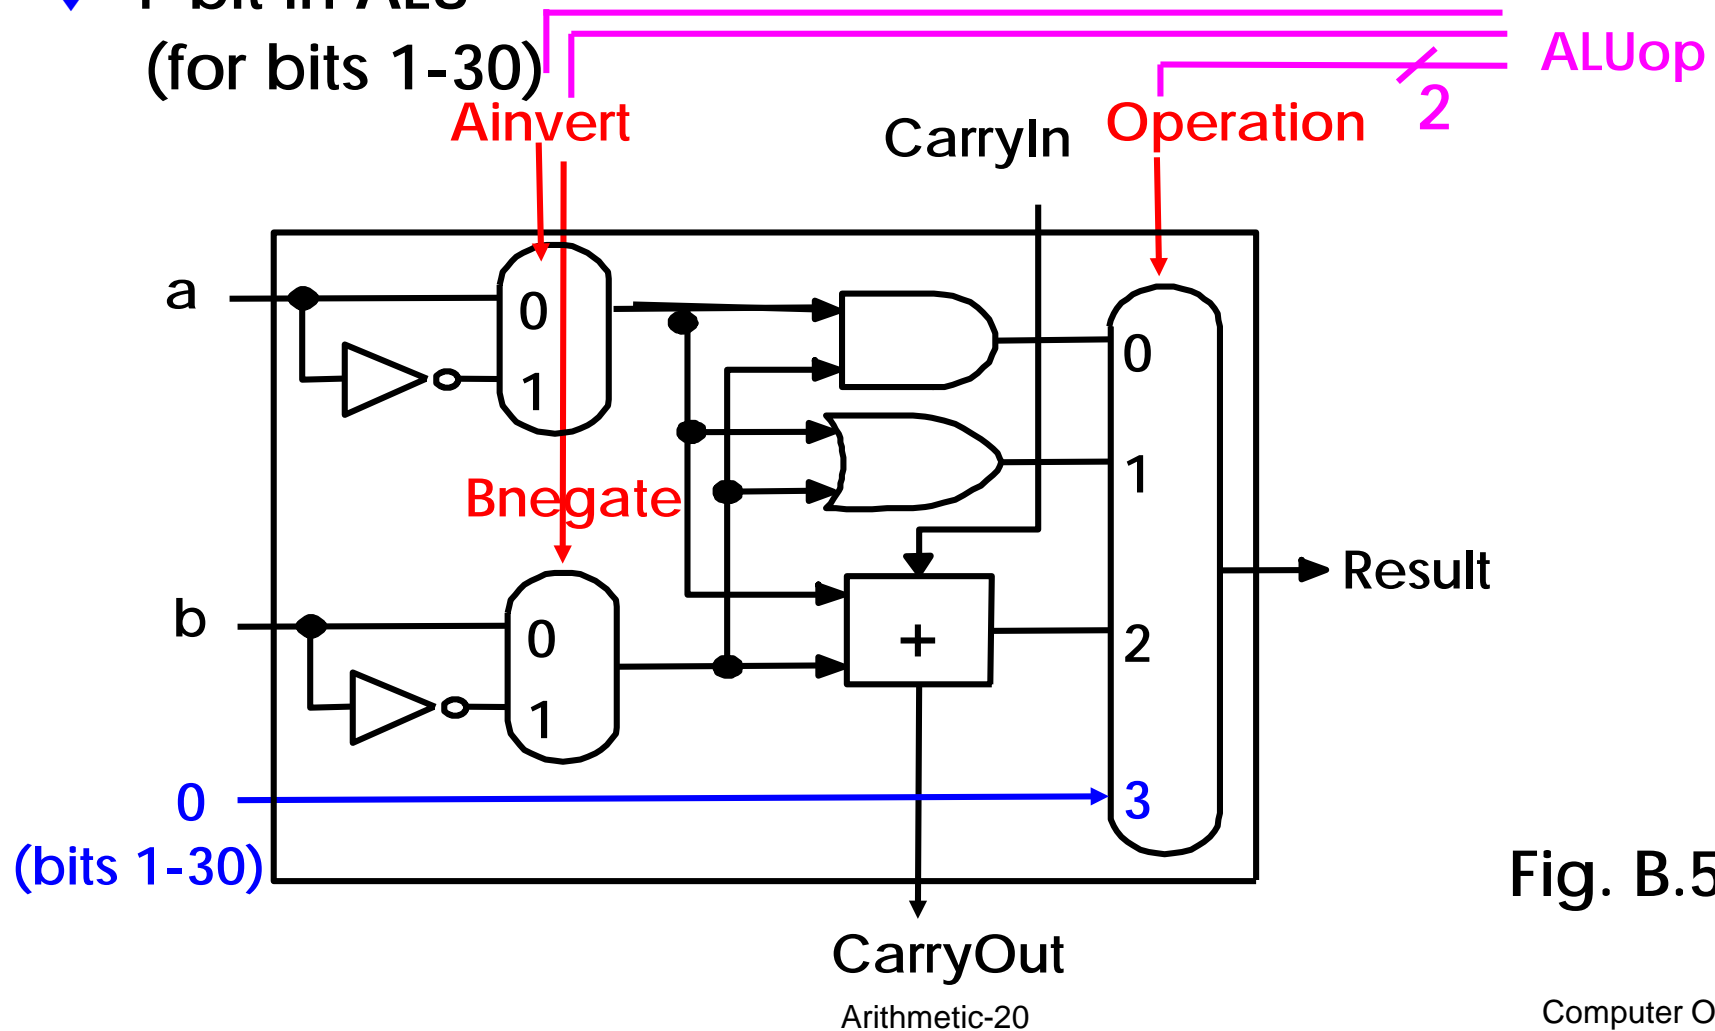 (for bits 1-30)
ALUop
2
Ainvert
CarryIn
Operation
a
0
1
0
1
Bnegate
Result
b
0
1
+
2
0
3
(bits 1-30)
Fig. B.5
CarryOut
Arithmetic-20
Computer O